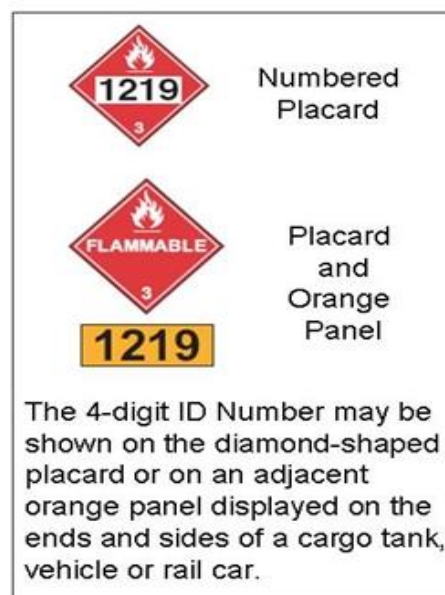 1219
3
Numbered
Placard
FLAMMABLE
3
1219
Placard
and
Orange
Panel
The 4-digit ID Number may be
shown on the diamond-shaped
placard or on an adjacent
orange panel displayed on the
ends and sides of a cargo tank,
vehicle or rail car.